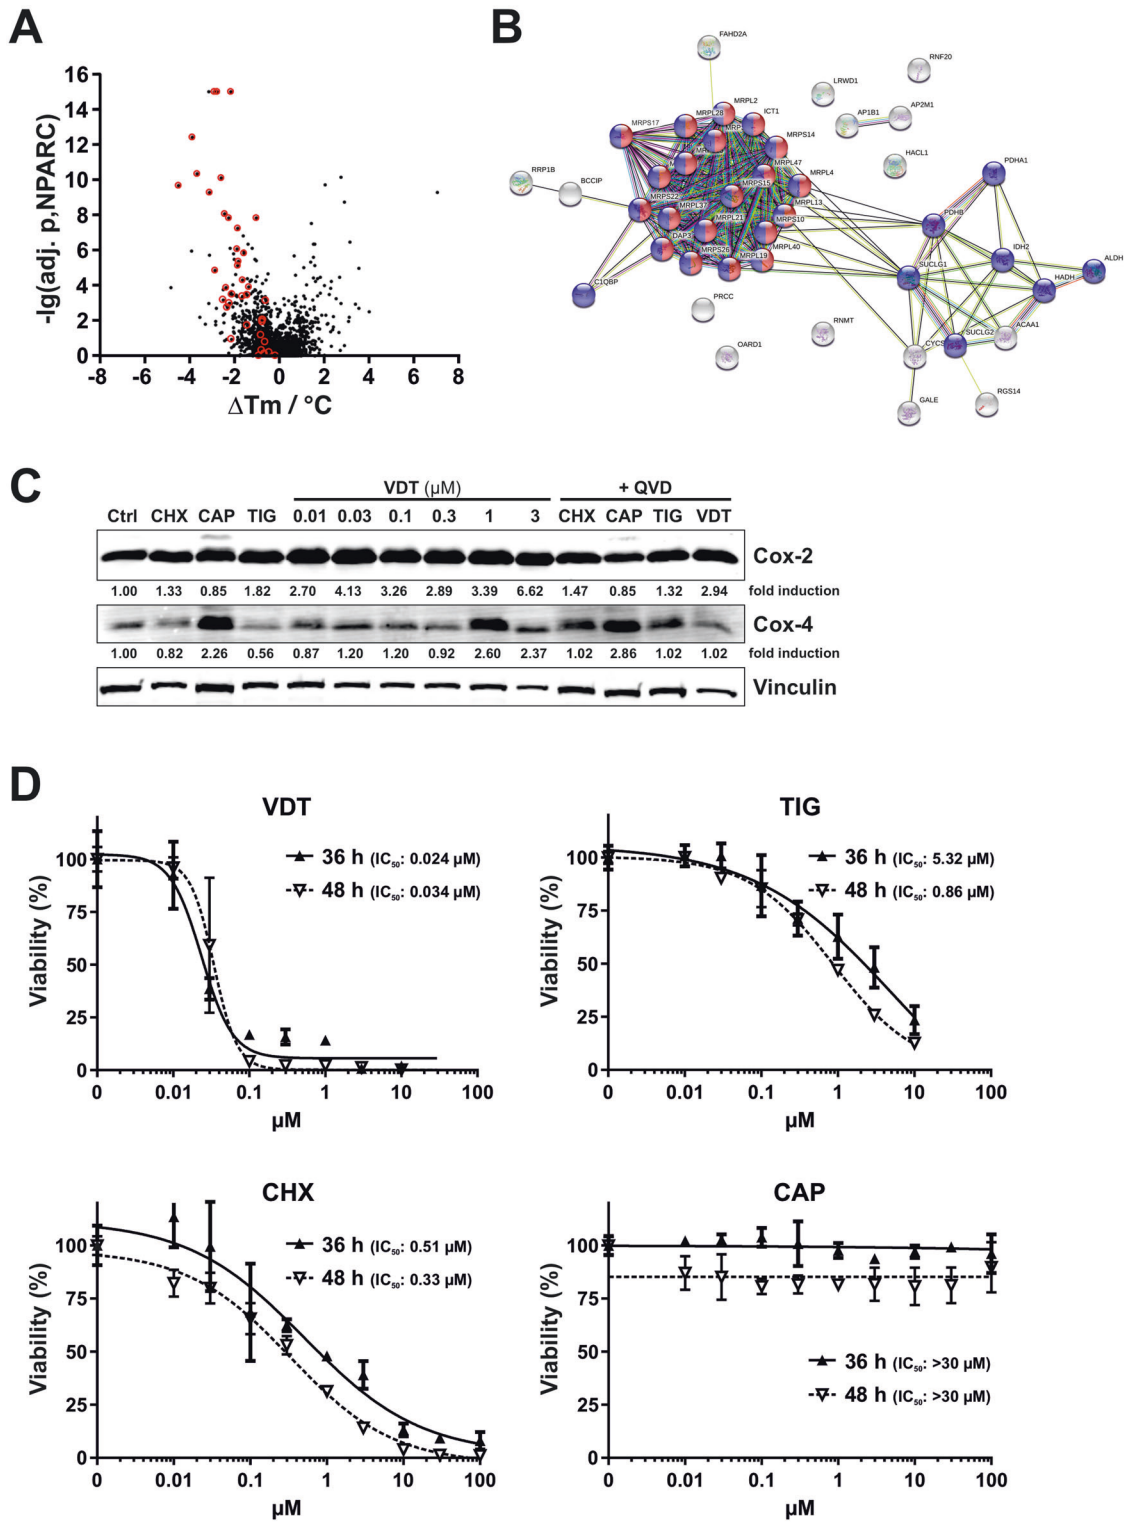 A
-lg(adj. p,NPARC)
16
14
12
10
8
6
4
2
0
-8 -6 -4 -2 0 2 4 6 8
ΔTm / °C
B
FAHD2A
RNF20
LRWD1
MRPL2
MRPL28
ICT1
AP1B1
AP2M1
MRPS17
MRPS14
HACL1
MRPL47
PDHA1
RRP1B
BCCIP
MRPL4
MRPS15
MRPL13
MRPS22
MRPL37
MRPL21
MRPS10
PDHB
DAP3
MRPS26
MRPL40
MRPL19
IDH2
ALDH
C1QBP
SUCLG1
HADH
PRCC
RNMT
ACAA1
SUCLG2
CYCS
OARD1
GALE
RGS14
C
VDT (µM) + QVD
Ctrl CHX CAP TIG 0.01 0.03 0.1 0.3 1 3 CHX CAP TIG VDT
Cox-2
1.00 1.33 0.85 1.82 2.70 4.13 3.26 2.89 3.39 6.62 1.47 0.85 1.32 2.94 fold induction
Cox-4
1.00 0.82 2.26 0.56 0.87 1.20 1.20 0.92 2.60 2.37 1.02 2.86 1.02 1.02 fold induction
Vinculin
D
VDT
Viability (%)
100
75
50
25
0
36 h (IC₅₀: 0.024 µM)
48 h (IC₅₀: 0.034 µM)
0 0.01 0.1 1 10 100
µM
TIG
Viability (%)
100
75
50
25
0
36 h (IC₅₀: 5.32 µM)
48 h (IC₅₀: 0.86 µM)
0 0.01 0.1 1 10 100
µM
CHX
Viability (%)
100
75
50
25
0
36 h (IC₅₀: 0.51 µM)
48 h (IC₅₀: 0.33 µM)
0 0.01 0.1 1 10 100
µM
CAP
Viability (%)
100
75
50
25
0
36 h (IC₅₀: >30 µM)
48 h (IC₅₀: >30 µM)
0 0.01 0.1 1 10 100
µM